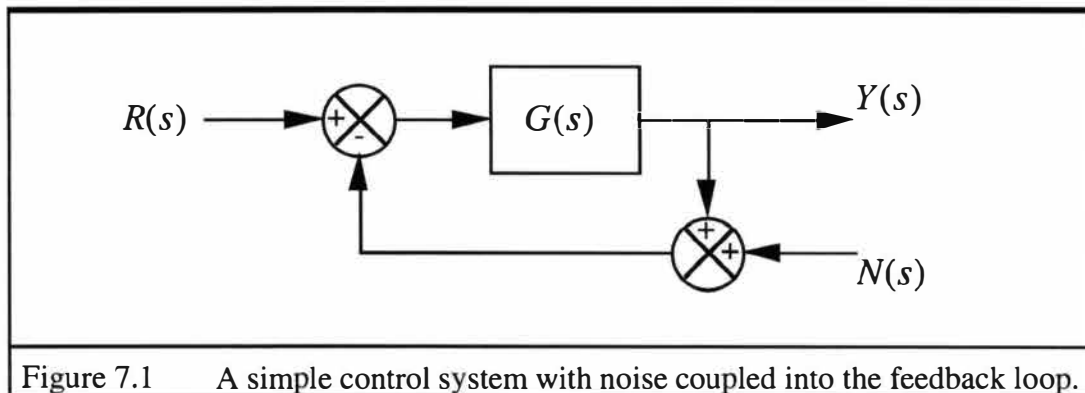 R(s)
+
-
G(s)
Y(s)
+
+
N(s)
Figure 7.1 A simple control system with noise coupled into the feedback loop.